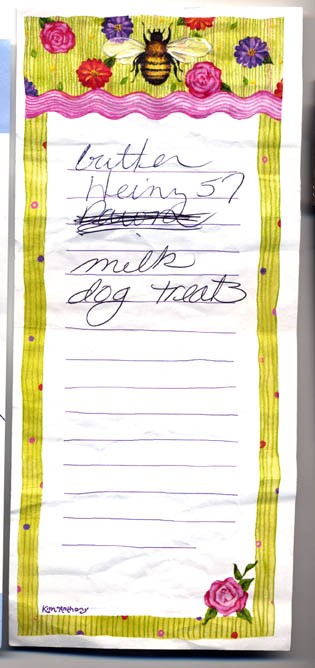 butter
Heinz 57
milk
dog treats
Kim Anthony